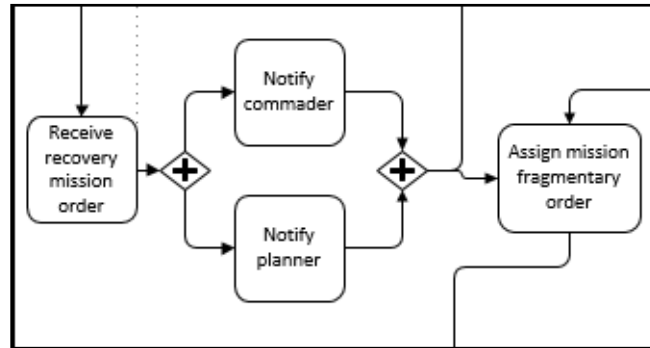 Receive
recovery
mission
order
Notify
commader
Notify
planner
Assign mission
fragmentary
order